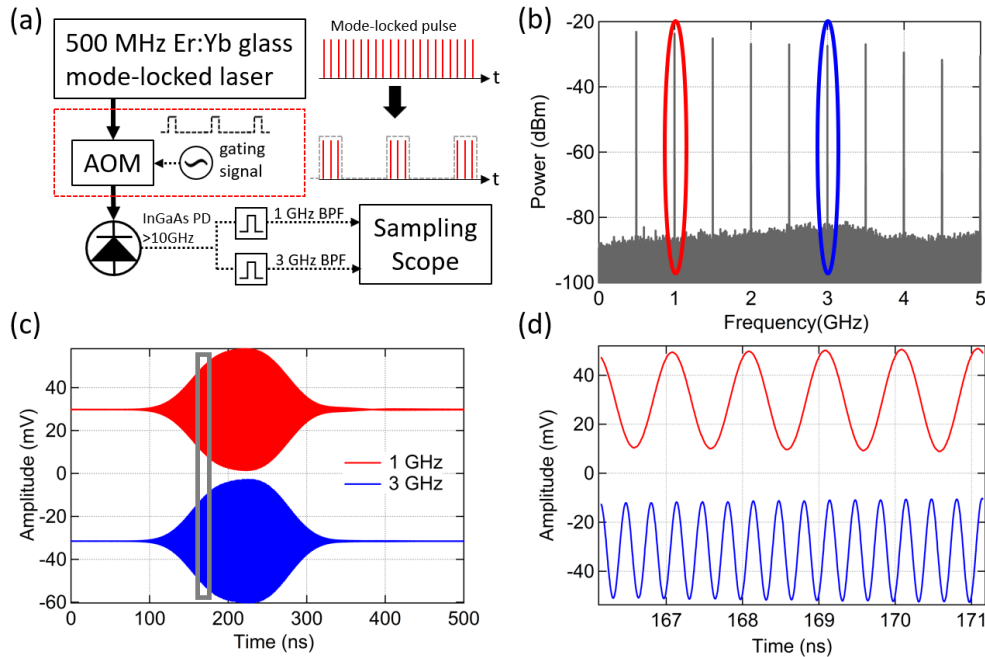 (a)
500 MHz Er:Yb glass
mode-locked laser
Mode-locked pulse
t
AOM
gating
signal
t
InGaAs PD
>10GHz
1 GHz BPF
3 GHz BPF
Sampling
Scope
(b)
-20
-40
-60
-80
-100
Power (dBm)
0 1 2 3 4 5
Frequency(GHz)
(c)
40
20
0
-20
-40
-60
Amplitude (mV)
1 GHz
3 GHz
0 100 200 300 400 500
Time (ns)
(d)
40
20
0
-20
-40
Amplitude (mV)
167 168 169 170 171
Time (ns)